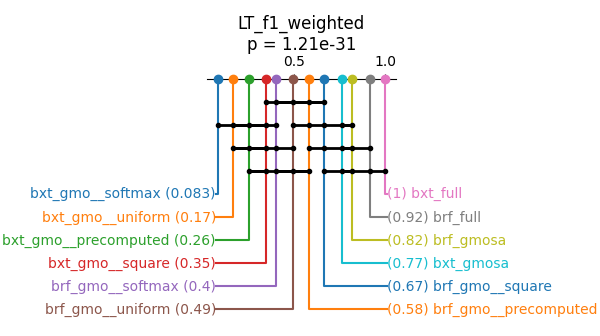 LT_f1_weighted
p = 1.21e-31
0.5 1.0
bxt_gmo__softmax (0.083) (1) bxt_full
bxt_gmo__uniform (0.17) (0.92) brf_full
bxt_gmo__precomputed (0.26) (0.82) brf_gmosa
bxt_gmo__square (0.35) (0.77) bxt_gmosa
brf_gmo__softmax (0.4) (0.67) brf_gmo__square
brf_gmo__uniform (0.49) (0.58) brf_gmo__precomputed